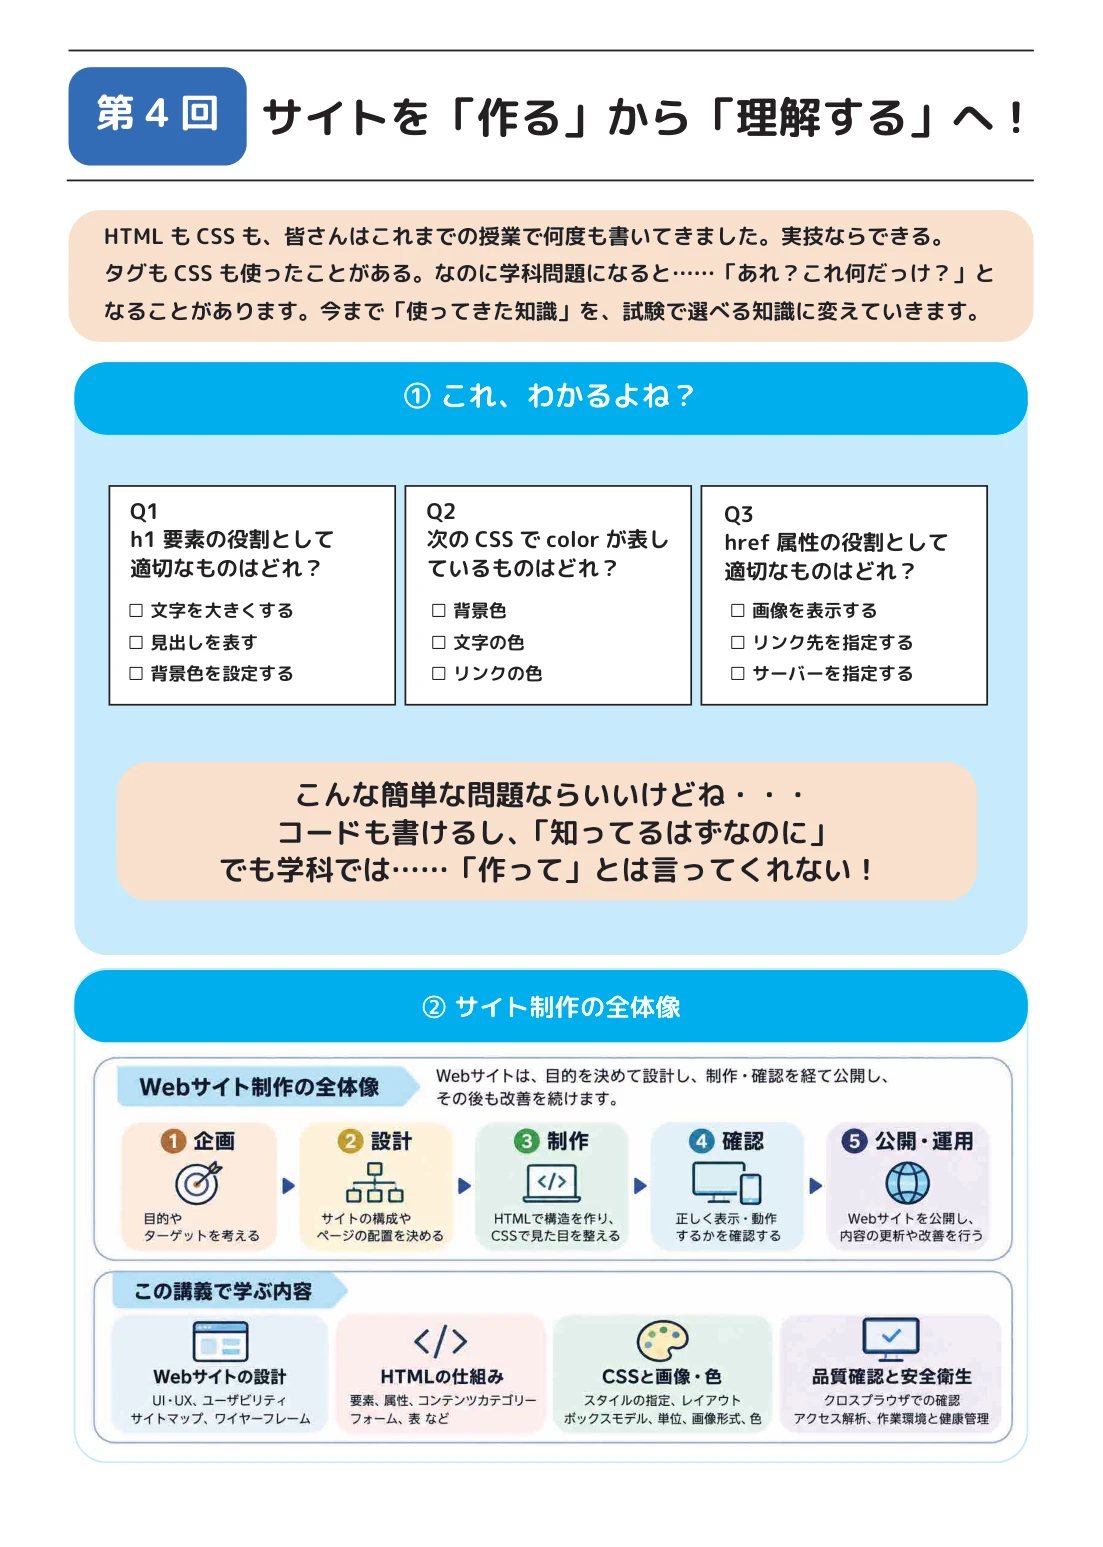 第4回 サイトを「作る」から「理解する」へ！
HTML も CSS も、皆さんはこれまでの授業で何度も書いてきました。実技ならできる。
タグも CSS も使ったことがある。なのに学科問題になると……「あれ？これ何だっけ？」と
なることがあります。今まで「使ってきた知識」を、試験で選べる知識に変えていきます。
① これ、わかるよね？
Q1
h1 要素の役割として
適切なものはどれ？
□ 文字を大きくする
□ 見出しを表す
□ 背景色を設定する
Q2
次の CSS で color が表し
ているものはどれ？
□ 背景色
□ 文字の色
□ リンクの色
Q3
href 属性の役割として
適切なものはどれ？
□ 画像を表示する
□ リンク先を指定する
□ サーバーを指定する
こんな簡単な問題ならいいけどね・・・
コードも書けるし、「知ってるはずなのに」
でも学科では……「作って」とは言ってくれない！
② サイト制作の全体像
Webサイト制作の全体像
Webサイトは、目的を決めて設計し、制作・確認を経て公開し、
その後も改善を続けます。
1 企画
目的や
ターゲットを考える
2 設計
サイトの構成や
ページの配置を決める
3 制作
</>
HTMLで構造を作り、
CSSで見た目を整える
4 確認
正しく表示・動作
するかを確認する
5 公開・運用
Webサイトを公開し、
内容の更新や改善を行う
この講義で学ぶ内容
Webサイトの設計
UI・UX、ユーザビリティ
サイトマップ、ワイヤーフレーム
</>
HTMLの仕組み
要素、属性、コンテンツカテゴリー
フォーム、表 など
CSSと画像・色
スタイルの指定、レイアウト
ボックスモデル、単位、画像形式、色
品質確認と安全衛生
クロスブラウザでの確認
アクセス解析、作業環境と健康管理